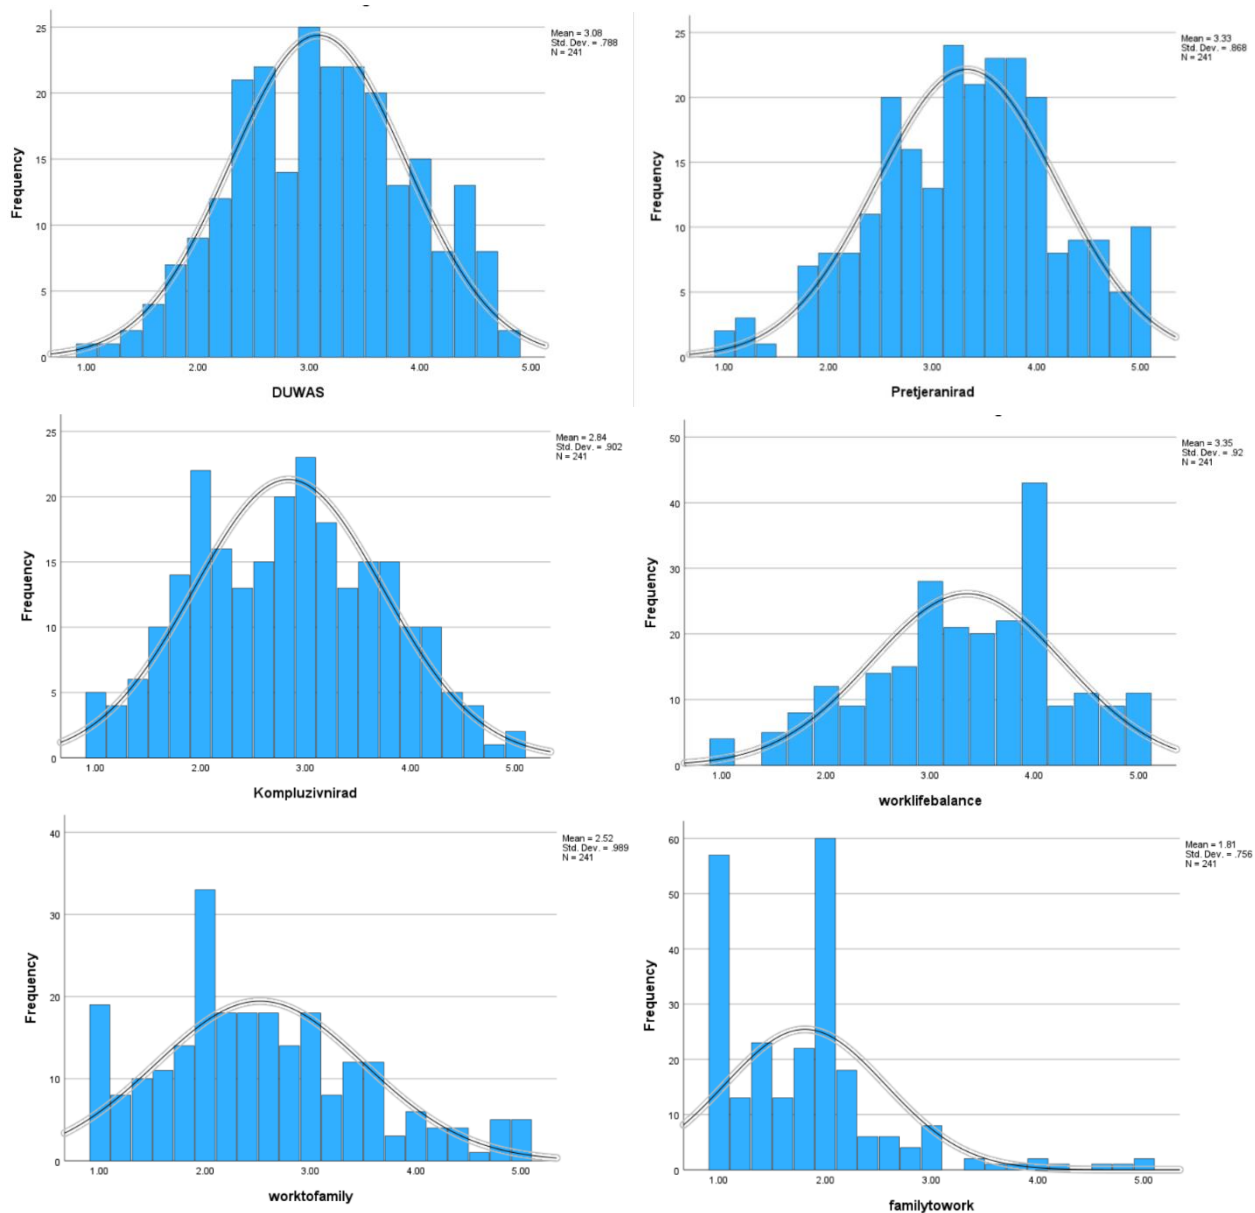 Mean = 3.08
Std. Dev. = .788
N = 241
Frequency
25
20
15
10
5
0
1.00 2.00 3.00 4.00 5.00
DUWAS
Mean = 3.33
Std. Dev. = .868
N = 241
Frequency
25
20
15
10
5
0
1.00 2.00 3.00 4.00 5.00
Pretjeranirad
Mean = 2.84
Std. Dev. = .902
N = 241
Frequency
25
20
15
10
5
0
1.00 2.00 3.00 4.00 5.00
Kompluzivnirad
Mean = 3.35
Std. Dev. = .92
N = 241
Frequency
50
40
30
20
10
0
1.00 2.00 3.00 4.00 5.00
worklifebalance
Mean = 2.52
Std. Dev. = .989
N = 241
Frequency
40
30
20
10
0
1.00 2.00 3.00 4.00 5.00
worktofamily
Mean = 1.81
Std. Dev. = .756
N = 241
Frequency
60
50
40
30
20
10
0
1.00 2.00 3.00 4.00 5.00
familytowork